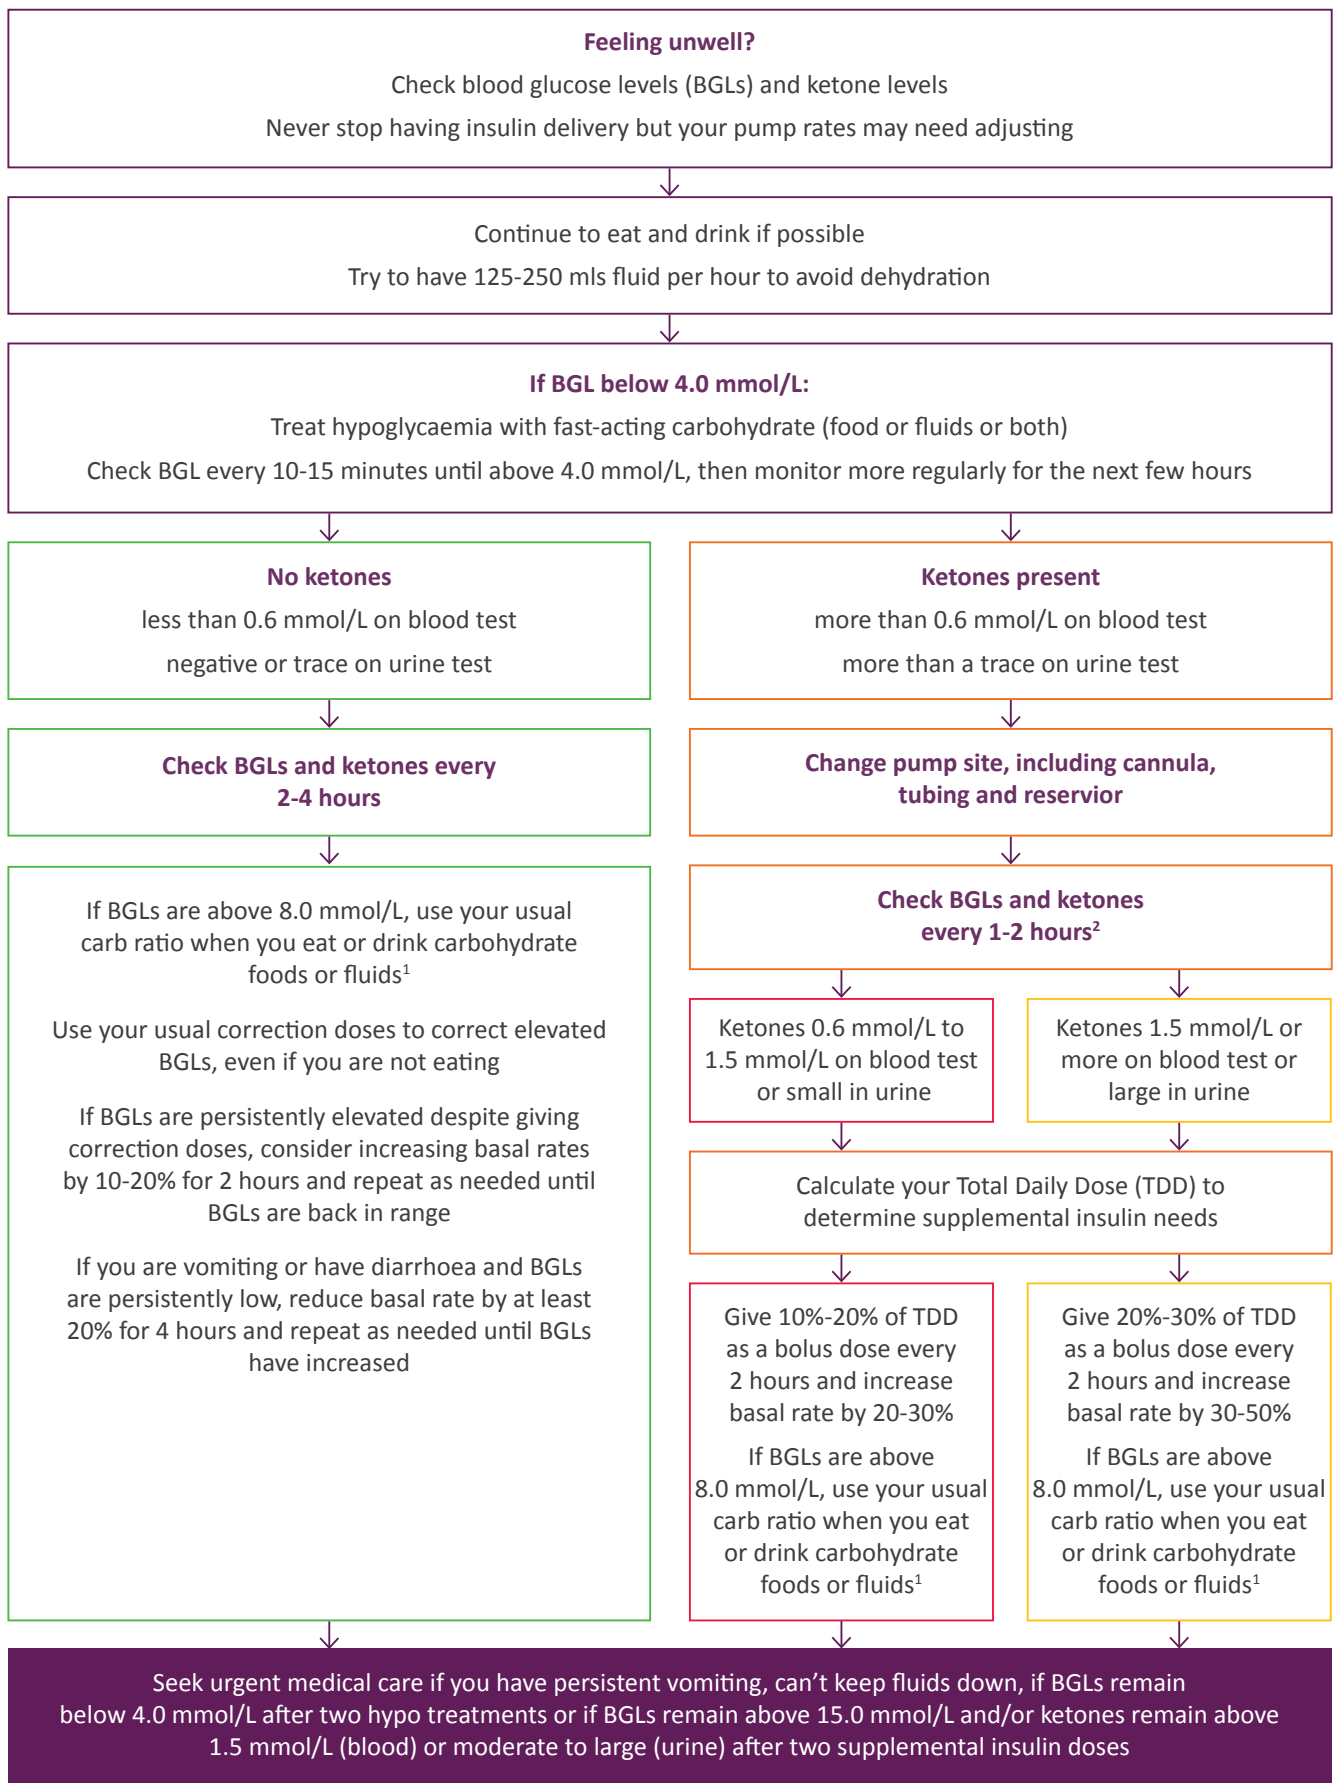 Feeling unwell?
Check blood glucose levels (BGLs) and ketone levels
Never stop having insulin delivery but your pump rates may need adjusting
Continue to eat and drink if possible
Try to have 125-250 mls fluid per hour to avoid dehydration
If BGL below 4.0 mmol/L:
Treat hypoglycaemia with fast-acting carbohydrate (food or fluids or both)
Check BGL every 10-15 minutes until above 4.0 mmol/L, then monitor more regularly for the next few hours
No ketones
less than 0.6 mmol/L on blood test
negative or trace on urine test
Check BGLs and ketones every
2-4 hours
If BGLs are above 8.0 mmol/L, use your usual
carb ratio when you eat or drink carbohydrate
foods or fluids¹
Use your usual correction doses to correct elevated
BGLs, even if you are not eating
If BGLs are persistently elevated despite giving
correction doses, consider increasing basal rates
by 10-20% for 2 hours and repeat as needed until
BGLs are back in range
If you are vomiting or have diarrhoea and BGLs
are persistently low, reduce basal rate by at least
20% for 4 hours and repeat as needed until BGLs
have increased
Ketones present
more than 0.6 mmol/L on blood test
more than a trace on urine test
Change pump site, including cannula,
tubing and reservior
Check BGLs and ketones
every 1-2 hours²
Ketones 0.6 mmol/L to
1.5 mmol/L on blood test
or small in urine
Ketones 1.5 mmol/L or
more on blood test or
large in urine
Calculate your Total Daily Dose (TDD) to
determine supplemental insulin needs
Give 10%-20% of TDD
as a bolus dose every
2 hours and increase
basal rate by 20-30%
If BGLs are above
8.0 mmol/L, use your usual
carb ratio when you eat
or drink carbohydrate
foods or fluids¹
Give 20%-30% of TDD
as a bolus dose every
2 hours and increase
basal rate by 30-50%
If BGLs are above
8.0 mmol/L, use your usual
carb ratio when you eat
or drink carbohydrate
foods or fluids¹
Seek urgent medical care if you have persistent vomiting, can’t keep fluids down, if BGLs remain
below 4.0 mmol/L after two hypo treatments or if BGLs remain above 15.0 mmol/L and/or ketones remain above
1.5 mmol/L (blood) or moderate to large (urine) after two supplemental insulin doses